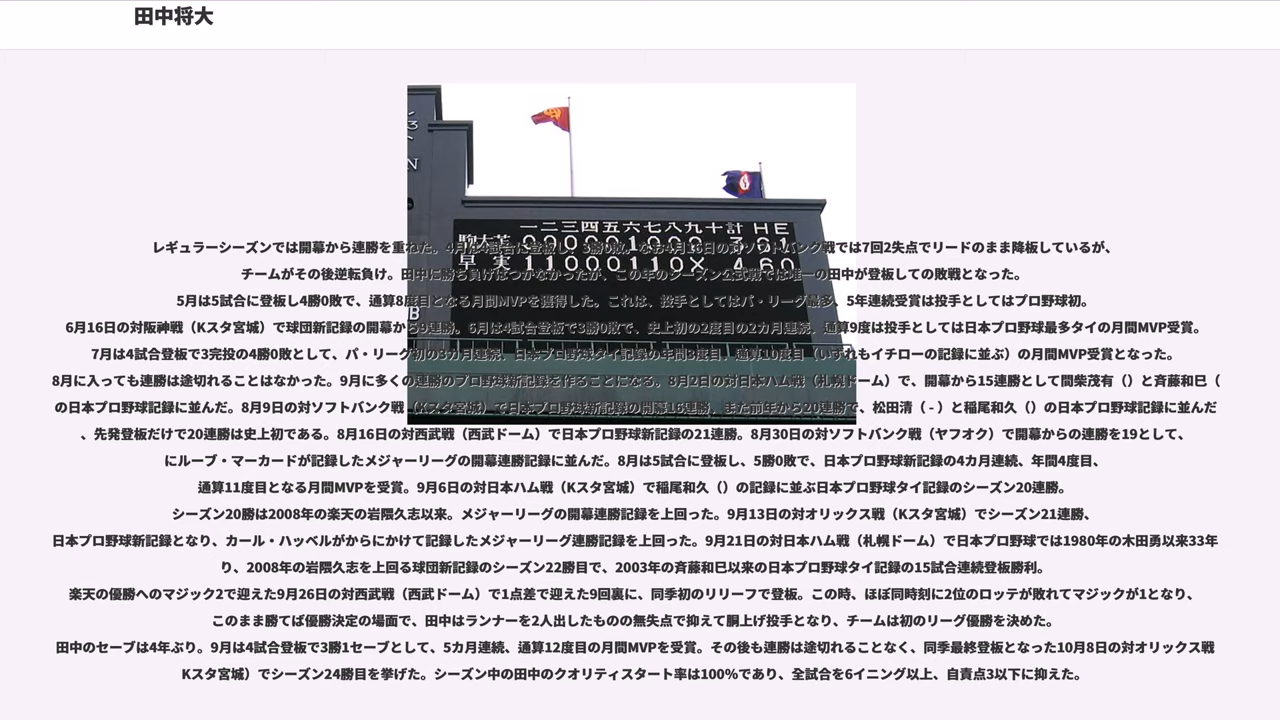 田中将大
一二三四五六七八九十計HE
駒大苫 0000010003 61
早実 11000110X 460
レギュラーシーズンでは開幕から連勝を重ねた。4月は4試合に登板し、3勝0敗。なお4月16日の対ソフトバンク戦では7回2失点でリードのまま降板しているが、
チームがその後逆転負け。田中に勝ち負けはつかなかったが、この年のシーズン公式戦では唯一の田中が登板しての敗戦となった。
5月は5試合に登板し4勝0敗で、通算8度目となる月間MVPを獲得した。これは、投手としてはパ・リーグ最多、5年連続受賞は投手としてはプロ野球初。
6月16日の対阪神戦（Kスタ宮城）で球団新記録の開幕から9連勝。6月は4試合登板で3勝0敗で、史上初の2度目の2カ月連続、通算9度は投手としては日本プロ野球最多タイの月間MVP受賞。
7月は4試合登板で3完投の4勝0敗として、パ・リーグ初の3カ月連続、日本プロ野球タイ記録の年間3度目、通算10度目（いずれもイチローの記録に並ぶ）の月間MVP受賞となった。
8月に入っても連勝は途切れることはなかった。9月に多くの連勝のプロ野球新記録を作ることになる。8月2日の対日本ハム戦（札幌ドーム）で、開幕から15連勝として間柴茂有（）と斉藤和巳（
の日本プロ野球記録に並んだ。8月9日の対ソフトバンク戦（Kスタ宮城）で日本プロ野球新記録の開幕16連勝、また前年から20連勝で、松田清（ - ）と稲尾和久（）の日本プロ野球記録に並んだ
、先発登板だけで20連勝は史上初である。8月16日の対西武戦（西武ドーム）で日本プロ野球新記録の21連勝。8月30日の対ソフトバンク戦（ヤフオク）で開幕からの連勝を19として、
にルーブ・マーカードが記録したメジャーリーグの開幕連勝記録に並んだ。8月は5試合に登板し、5勝0敗で、日本プロ野球新記録の4カ月連続、年間4度目、
通算11度目となる月間MVPを受賞。9月6日の対日本ハム戦（Kスタ宮城）で稲尾和久（）の記録に並ぶ日本プロ野球タイ記録のシーズン20連勝。
シーズン20勝は2008年の楽天の岩隈久志以来。メジャーリーグの開幕連勝記録を上回った。9月13日の対オリックス戦（Kスタ宮城）でシーズン21連勝、
日本プロ野球新記録となり、カール・ハッベルがからにかけて記録したメジャーリーグ連勝記録を上回った。9月21日の対日本ハム戦（札幌ドーム）で日本プロ野球では1980年の木田勇以来33年
り、2008年の岩隈久志を上回る球団新記録のシーズン22勝目で、2003年の斉藤和巳以来の日本プロ野球タイ記録の15試合連続登板勝利。
楽天の優勝へのマジック2で迎えた9月26日の対西武戦（西武ドーム）で1点差で迎えた9回裏に、同季初のリリーフで登板。この時、ほぼ同時刻に2位のロッテが敗れてマジックが1となり、
このまま勝てば優勝決定の場面で、田中はランナーを2人出したものの無失点で抑えて胴上げ投手となり、チームは初のリーグ優勝を決めた。
田中のセーブは4年ぶり。9月は4試合登板で3勝1セーブとして、5カ月連続、通算12度目の月間MVPを受賞。その後も連勝は途切れることなく、同季最終登板となった10月8日の対オリックス戦
Kスタ宮城）でシーズン24勝目を挙げた。シーズン中の田中のクオリティスタート率は100%であり、全試合を6イニング以上、自責点3以下に抑えた。